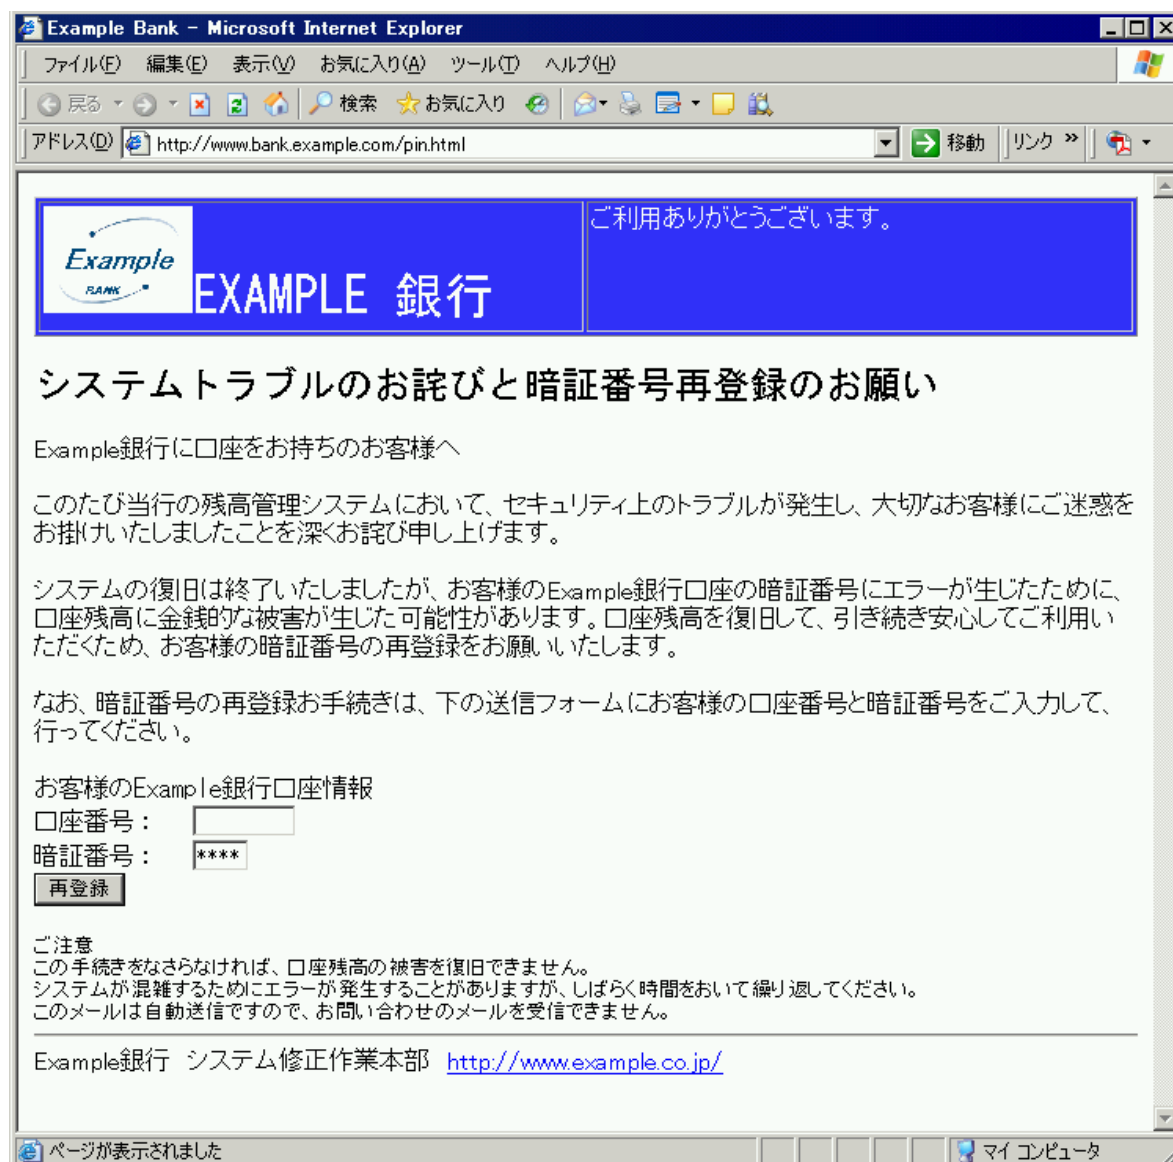 Example Bank - Microsoft Internet Explorer
ファイル(F) 編集(E) 表示(V) お気に入り(A) ツール(T) ヘルプ(H)
戻る 検索 お気に入り
アドレス(D) http://www.bank.example.com/pin.html 移動 リンク »
Example
BANK
EXAMPLE 銀行
ご利用ありがとうございます。
システムトラブルのお詫びと暗証番号再登録のお願い
Example銀行に口座をお持ちのお客様へ
このたび当行の残高管理システムにおいて、セキュリティ上のトラブルが発生し、大切なお客様にご迷惑を
お掛けいたしましたことを深くお詫び申し上げます。
システムの復旧は終了いたしましたが、お客様のExample銀行口座の暗証番号にエラーが生じたために、
口座残高に金銭的な被害が生じた可能性があります。口座残高を復旧して、引き続き安心してご利用い
ただくため、お客様の暗証番号の再登録をお願いいたします。
なお、暗証番号の再登録お手続きは、下の送信フォームにお客様の口座番号と暗証番号をご入力して、
行ってください。
お客様のExample銀行口座情報
口座番号：
暗証番号： ****
再登録
ご注意
この手続きをなさらなければ、口座残高の被害を復旧できません。
システムが混雑するためにエラーが発生することがありますが、しばらく時間をおいて繰り返してください。
このメールは自動送信ですので、お問い合わせのメールを受信できません。
Example銀行 システム修正作業本部 http://www.example.co.jp/
ページが表示されました マイ コンピュータ